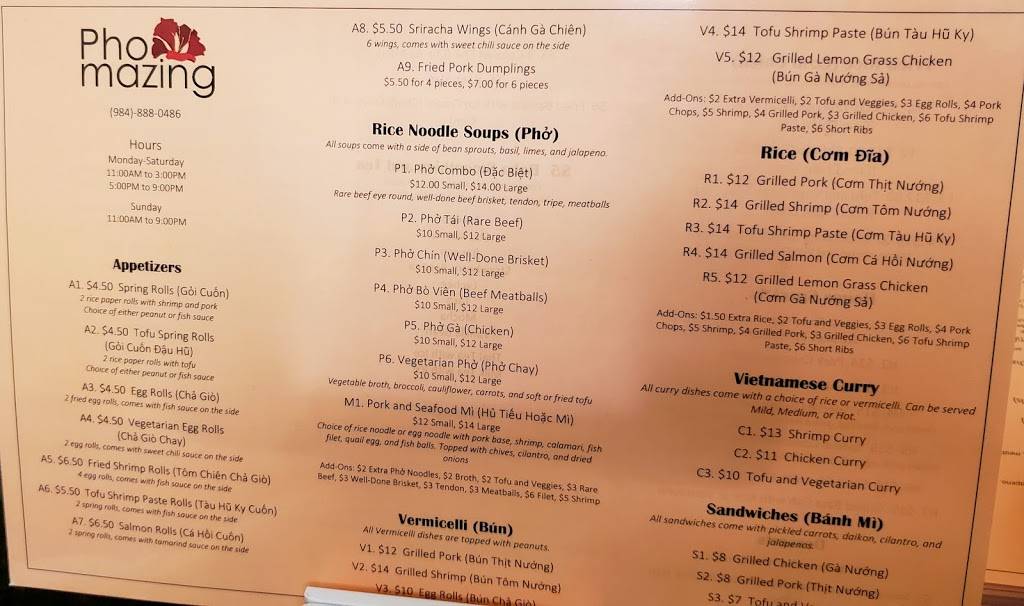 Pho
mazing
(984)-888-0486
Hours
Monday-Saturday
11:00AM to 3:00PM
5:00PM to 9:00PM
Sunday
11:00AM to 9:00PM
Appetizers
A1. $4.50 Spring Rolls (Gỏi Cuốn)
2 rice paper rolls with shrimp and pork
Choice of either peanut or fish sauce
A2. $4.50 Tofu Spring Rolls
(Gỏi Cuốn Đậu Hũ)
2 rice paper rolls with tofu
Choice of either peanut or fish sauce
A3. $4.50 Egg Rolls (Chả Giò)
2 fried egg rolls, comes with fish sauce on the side
A4. $4.50 Vegetarian Egg Rolls
(Chả Giò Chay)
2 egg rolls, comes with sweet chili sauce on the side
A5. $6.50 Fried Shrimp Rolls (Tôm Chiên Chả Giò)
4 egg rolls, comes with fish sauce on the side
A6. $5.50 Tofu Shrimp Paste Rolls (Tàu Hũ Ky Cuốn)
2 spring rolls, comes with fish sauce on the side
A7. $6.50 Salmon Rolls (Cá Hồi Cuốn)
2 spring rolls, comes with tamarind sauce on the side
A8. $5.50 Sriracha Wings (Cánh Gà Chiên)
6 wings, comes with sweet chili sauce on the side
A9. Fried Pork Dumplings
$5.50 for 4 pieces, $7.00 for 6 pieces
Rice Noodle Soups (Phở)
All soups come with a side of bean sprouts, basil, limes, and jalapeno.
P1. Phở Combo (Đặc Biệt)
$12.00 Small, $14.00 Large
Rare beef eye round, well-done beef brisket, tendon, tripe, meatballs
P2. Phở Tái (Rare Beef)
$10 Small, $12 Large
P3. Phở Chín (Well-Done Brisket)
$10 Small, $12 Large
P4. Phở Bò Viên (Beef Meatballs)
$10 Small, $12 Large
P5. Phở Gà (Chicken)
$10 Small, $12 Large
P6. Vegetarian Phở (Phở Chay)
$10 Small, $12 Large
Vegetable broth, broccoli, cauliflower, carrots, and soft or fried tofu
M1. Pork and Seafood Mì (Hủ Tiếu Hoặc Mì)
$12 Small, $14 Large
Choice of rice noodle or egg noodle with pork base, shrimp, calamari, fish
filet, quail egg, and fish balls. Topped with chives, cilantro, and dried
onions
Add-Ons: $2 Extra Phở Noodles, $2 Broth, $2 Tofu and Veggies, $3 Rare
Beef, $3 Well-Done Brisket, $3 Tendon, $3 Meatballs, $6 Filet, $5 Shrimp
Vermicelli (Bún)
All Vermicelli dishes are topped with peanuts.
V1. $12 Grilled Pork (Bún Thịt Nướng)
V2. $14 Grilled Shrimp (Bún Tôm Nướng)
V3. $10 Egg Rolls (Bún Chả Giò)
V4. $14 Tofu Shrimp Paste (Bún Tàu Hũ Ky)
V5. $12 Grilled Lemon Grass Chicken
(Bún Gà Nướng Sả)
Add-Ons: $2 Extra Vermicelli, $2 Tofu and Veggies, $3 Egg Rolls, $4 Pork
Chops, $5 Shrimp, $4 Grilled Pork, $3 Grilled Chicken, $6 Tofu Shrimp
Paste, $6 Short Ribs
Rice (Cơm Đĩa)
R1. $12 Grilled Pork (Cơm Thịt Nướng)
R2. $14 Grilled Shrimp (Cơm Tôm Nướng)
R3. $14 Tofu Shrimp Paste (Cơm Tàu Hũ Ky)
R4. $14 Grilled Salmon (Cơm Cá Hồi Nướng)
R5. $12 Grilled Lemon Grass Chicken
(Cơm Gà Nướng Sả)
Add-Ons: $1.50 Extra Rice, $2 Tofu and Veggies, $3 Egg Rolls, $4 Pork
Chops, $5 Shrimp, $4 Grilled Pork, $3 Grilled Chicken, $6 Tofu Shrimp
Paste, $6 Short Ribs
Vietnamese Curry
All curry dishes come with a choice of rice or vermicelli. Can be served
Mild, Medium, or Hot.
C1. $13 Shrimp Curry
C2. $11 Chicken Curry
C3. $10 Tofu and Vegetarian Curry
Sandwiches (Bánh Mì)
All sandwiches come with pickled carrots, daikon, cilantro, and
jalapenos.
S1. $8 Grilled Chicken (Gà Nướng)
S2. $8 Grilled Pork (Thịt Nướng)
S3. $7 Tofu and